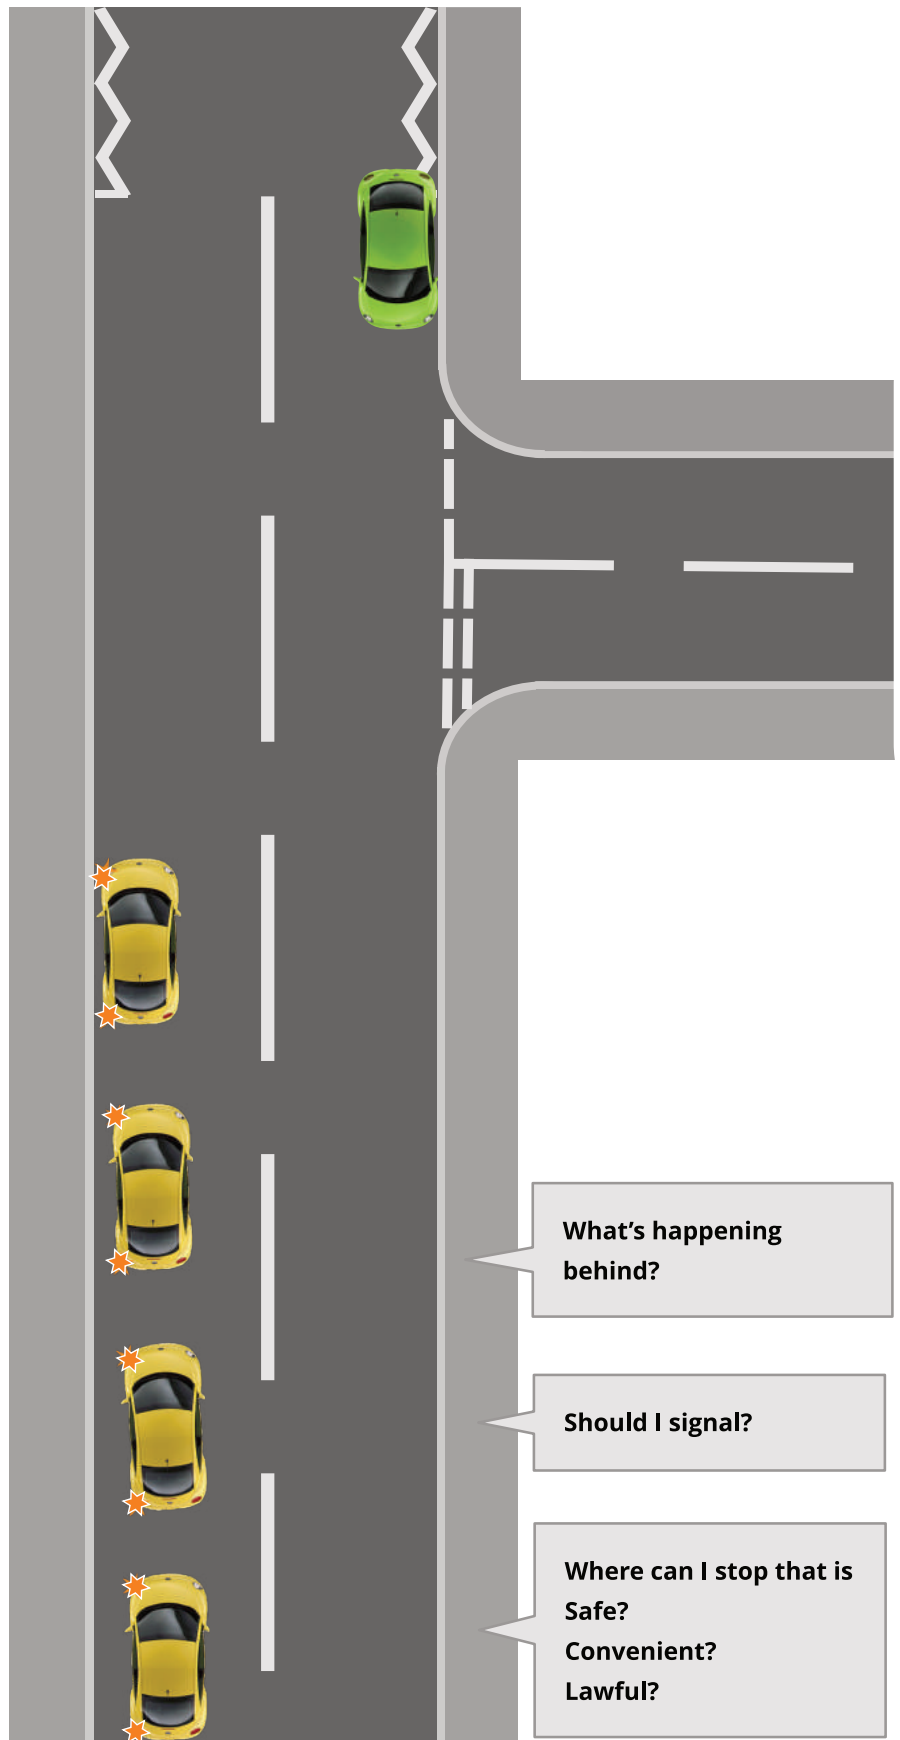 What’s happening
behind?
Should I signal?
Where can I stop that is
Safe?
Convenient?
Lawful?